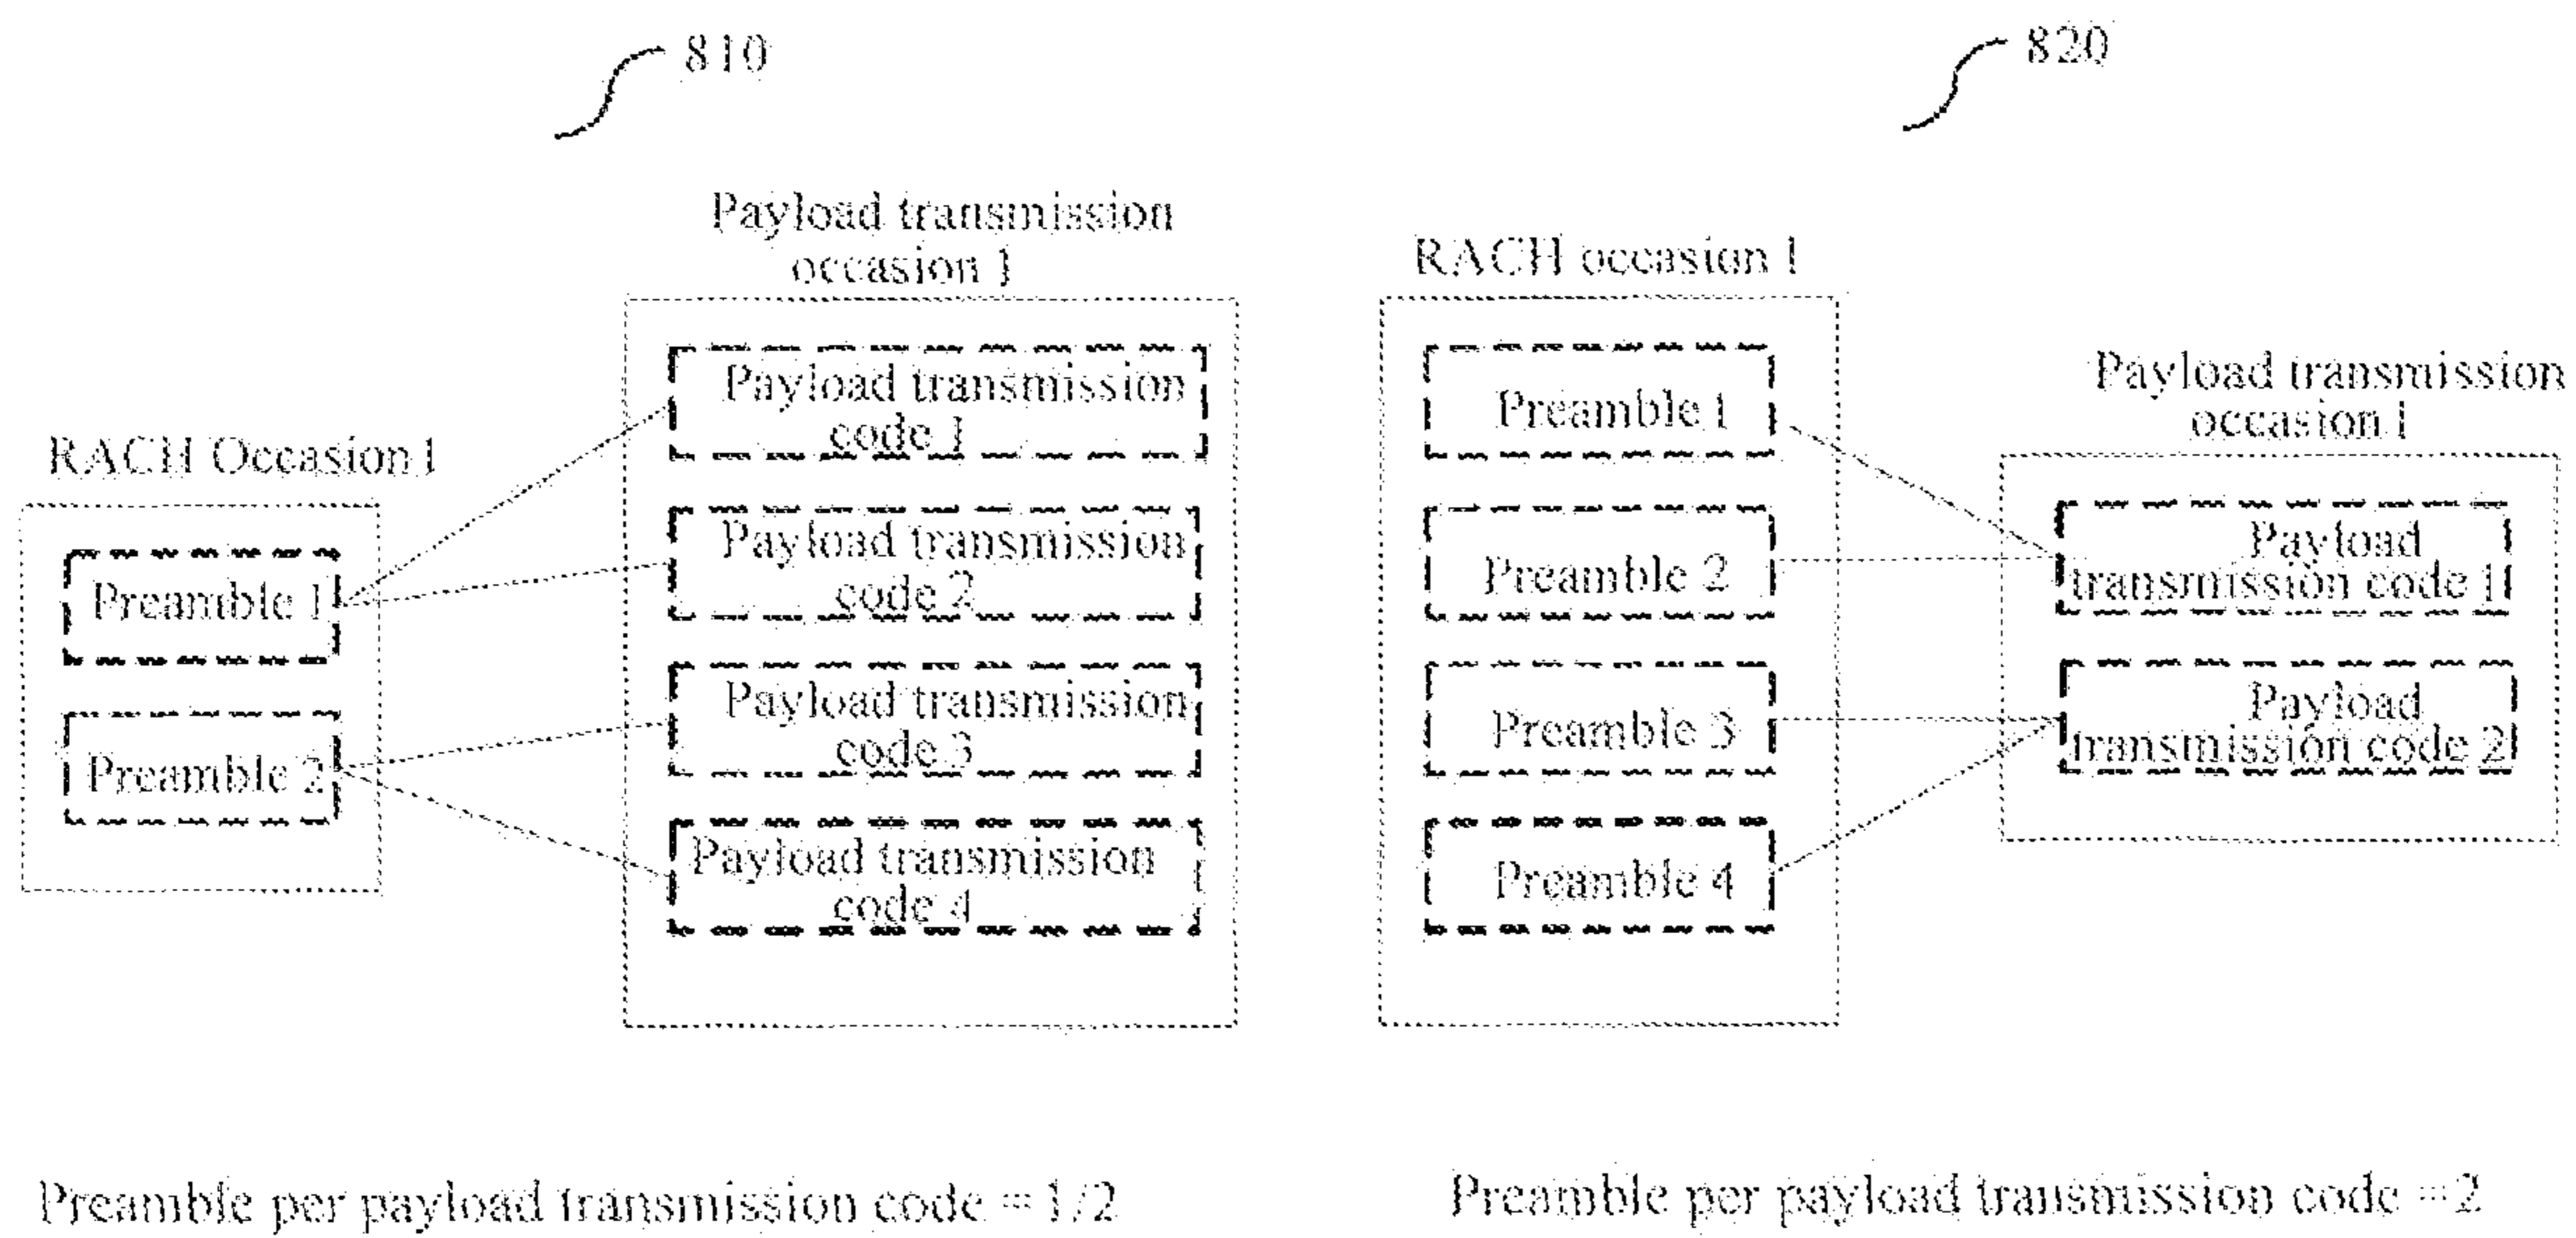 810
Payload transmission
occasion 1
RACH Occasion 1
Preamble 1
Preamble 2
Payload transmission
code 1
Payload transmission
code 2
Payload transmission
code 3
Payload transmission
code 4
Preamble per payload transmission code = 1/2
820
RACH occasion 1
Preamble 1
Preamble 2
Preamble 3
Preamble 4
Payload transmission
occasion 1
Payload
transmission code 1
Payload
transmission code 2
Preamble per payload transmission code = 2